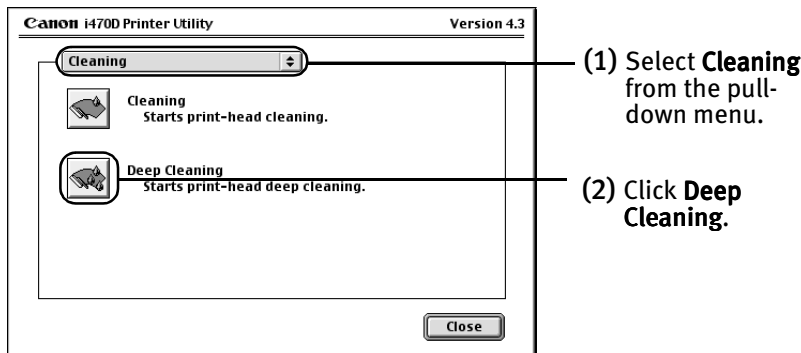 Canon i470D Printer Utility Version 4.3
Cleaning
Cleaning
Starts print-head cleaning.
Deep Cleaning
Starts print-head deep cleaning.
Close
(1) Select Cleaning
from the pull-
down menu.
(2) Click Deep
Cleaning.